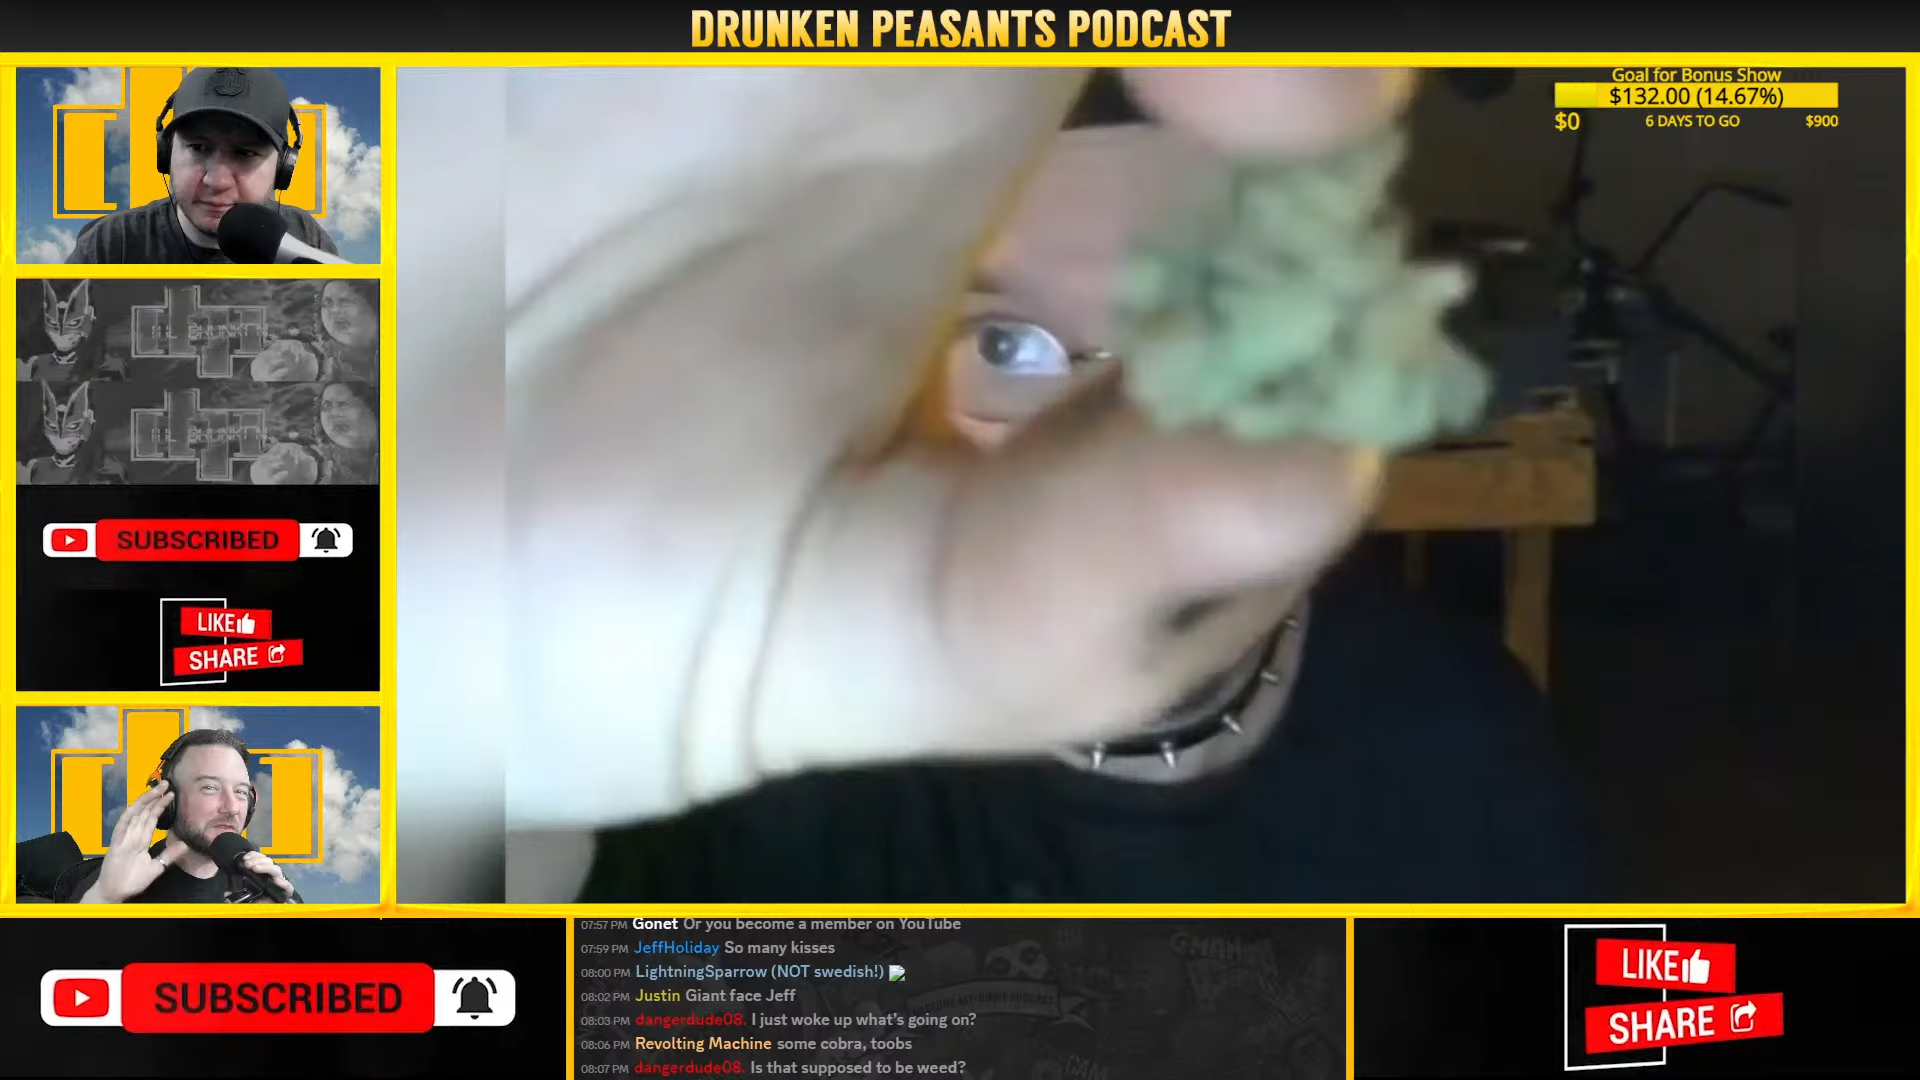 DRUNKEN PEASANTS PODCAST
Goal for Bonus Show
$132.00 (14.67%)
$0
6 DAYS TO GO
$900
SUBSCRIBED
LIKE
SHARE
07:57 PM Gonet Or you become a member on YouTube
07:59 PM JeffHoliday So many kisses
08:00 PM LightningSparrow (NOT swedish!)
08:02 PM Justin Giant face Jeff
08:03 PM dangerdude08. I just woke up what's going on?
08:06 PM Revolting Machine some cobra, toobs
08:07 PM dangerdude08. Is that supposed to be weed?
SUBSCRIBED
LIKE
SHARE